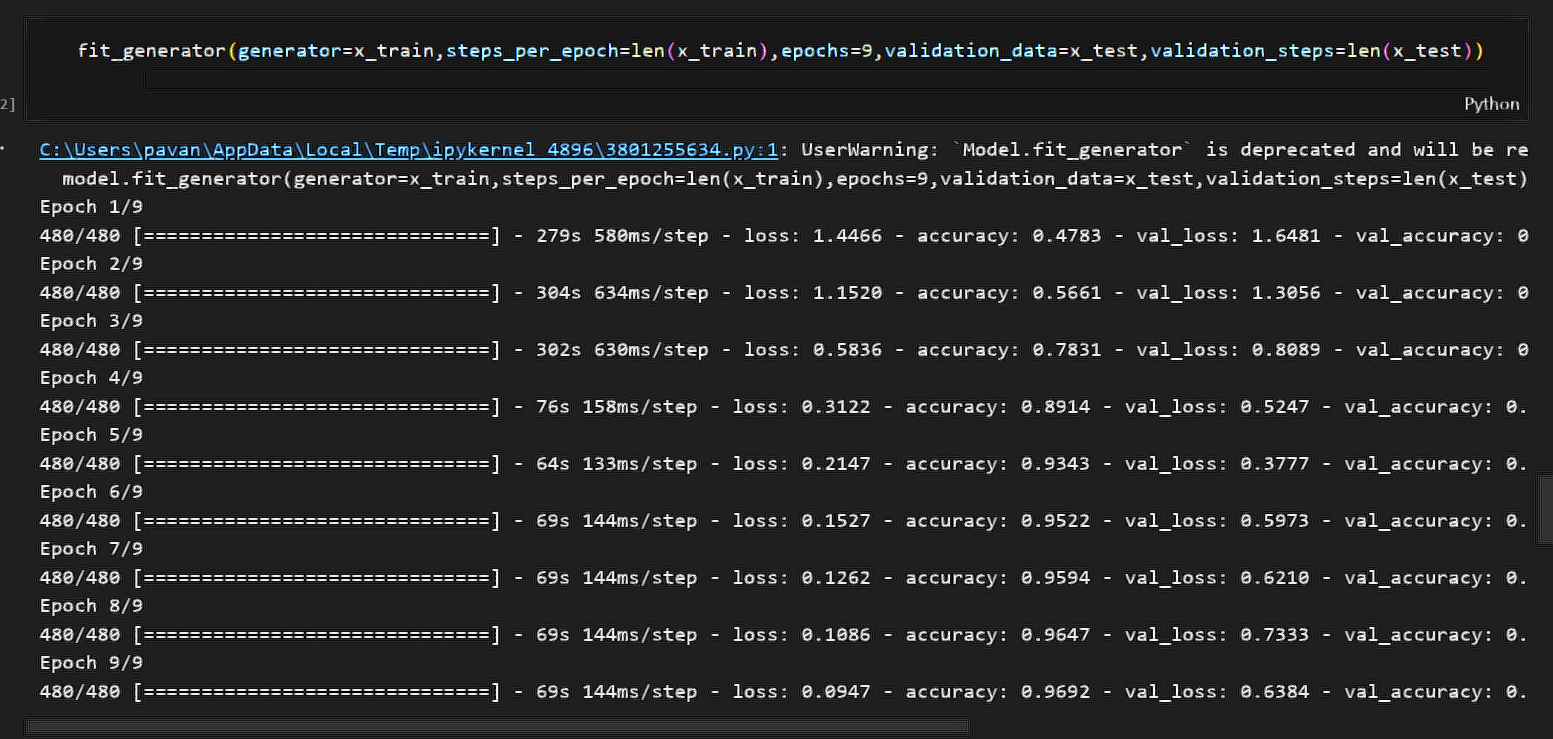 fit_generator(generator=x_train,steps_per_epoch=len(x_train),epochs=9,validation_data=x_test,validation_steps=len(x_test))
2]
Python
C:\Users\pavan\AppData\Local\Temp\ipykernel_4896\3801255634.py:1: UserWarning: `Model.fit_generator` is deprecated and will be re
model.fit_generator(generator=x_train,steps_per_epoch=len(x_train),epochs=9,validation_data=x_test,validation_steps=len(x_test)
Epoch 1/9
480/480 [==============================] - 279s 580ms/step - loss: 1.4466 - accuracy: 0.4783 - val_loss: 1.6481 - val_accuracy: 0
Epoch 2/9
480/480 [==============================] - 304s 634ms/step - loss: 1.1520 - accuracy: 0.5661 - val_loss: 1.3056 - val_accuracy: 0
Epoch 3/9
480/480 [==============================] - 302s 630ms/step - loss: 0.5836 - accuracy: 0.7831 - val_loss: 0.8089 - val_accuracy: 0
Epoch 4/9
480/480 [==============================] - 76s 158ms/step - loss: 0.3122 - accuracy: 0.8914 - val_loss: 0.5247 - val_accuracy: 0.
Epoch 5/9
480/480 [==============================] - 64s 133ms/step - loss: 0.2147 - accuracy: 0.9343 - val_loss: 0.3777 - val_accuracy: 0.
Epoch 6/9
480/480 [==============================] - 69s 144ms/step - loss: 0.1527 - accuracy: 0.9522 - val_loss: 0.5973 - val_accuracy: 0.
Epoch 7/9
480/480 [==============================] - 69s 144ms/step - loss: 0.1262 - accuracy: 0.9594 - val_loss: 0.6210 - val_accuracy: 0.
Epoch 8/9
480/480 [==============================] - 69s 144ms/step - loss: 0.1086 - accuracy: 0.9647 - val_loss: 0.7333 - val_accuracy: 0.
Epoch 9/9
480/480 [==============================] - 69s 144ms/step - loss: 0.0947 - accuracy: 0.9692 - val_loss: 0.6384 - val_accuracy: 0.